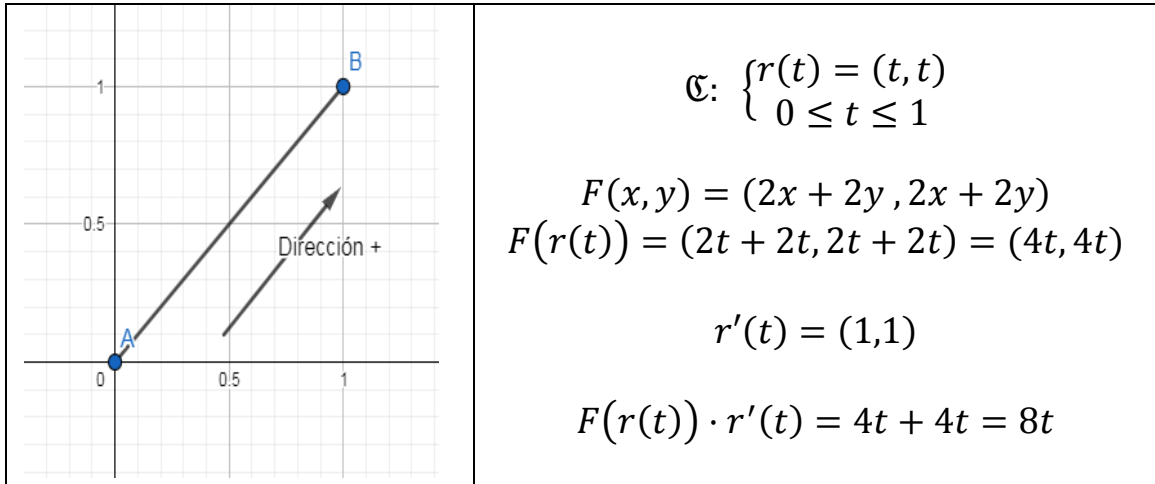 B
1
0.5
Dirección +
A
0
0.5
1
ℭ: {r(t) = (t, t)
0 ≤ t ≤ 1
F(x, y) = (2x + 2y , 2x + 2y)
F(r(t)) = (2t + 2t, 2t + 2t) = (4t, 4t)
r′(t) = (1,1)
F(r(t)) · r′(t) = 4t + 4t = 8t